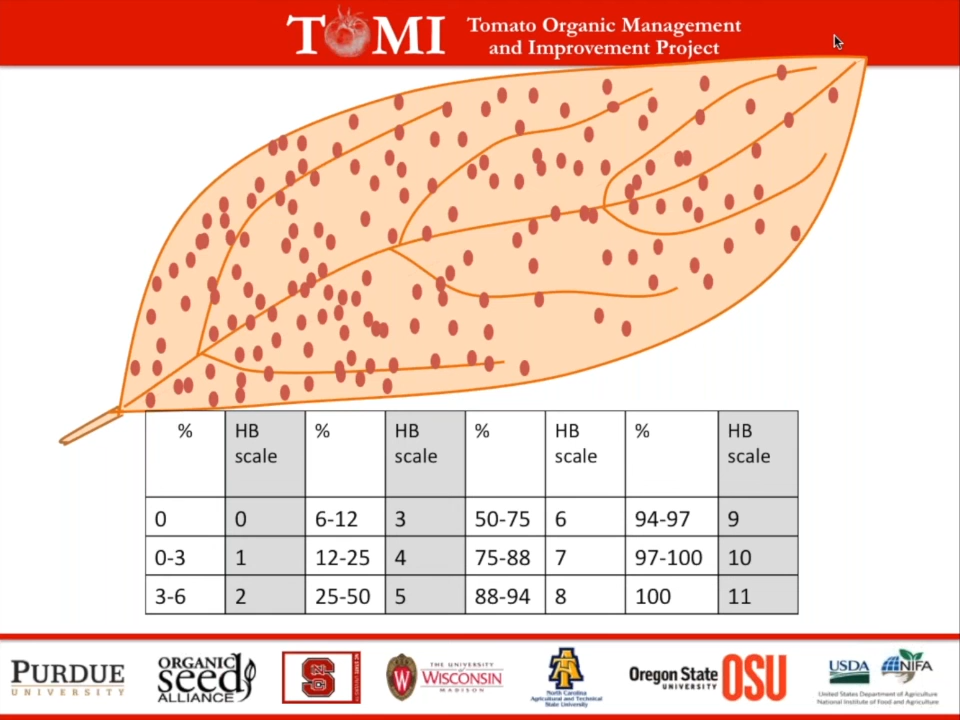 TOMI
Tomato Organic Management
and Improvement Project
% HB scale % HB scale % HB scale % HB scale
0 0 6-12 3 50-75 6 94-97 9
0-3 1 12-25 4 75-88 7 97-100 10
3-6 2 25-50 5 88-94 8 100 11
PURDUE
UNIVERSITY
ORGANIC
seed
ALLIANCE
S
NC STATE UNIVERSITY
W
THE UNIVERSITY
of
WISCONSIN
MADISON
A T
North Carolina
Agricultural and Technical
State University
Oregon State
UNIVERSITY
OSU
USDA
NIFA
United States Department of Agriculture
National Institute of Food and Agriculture